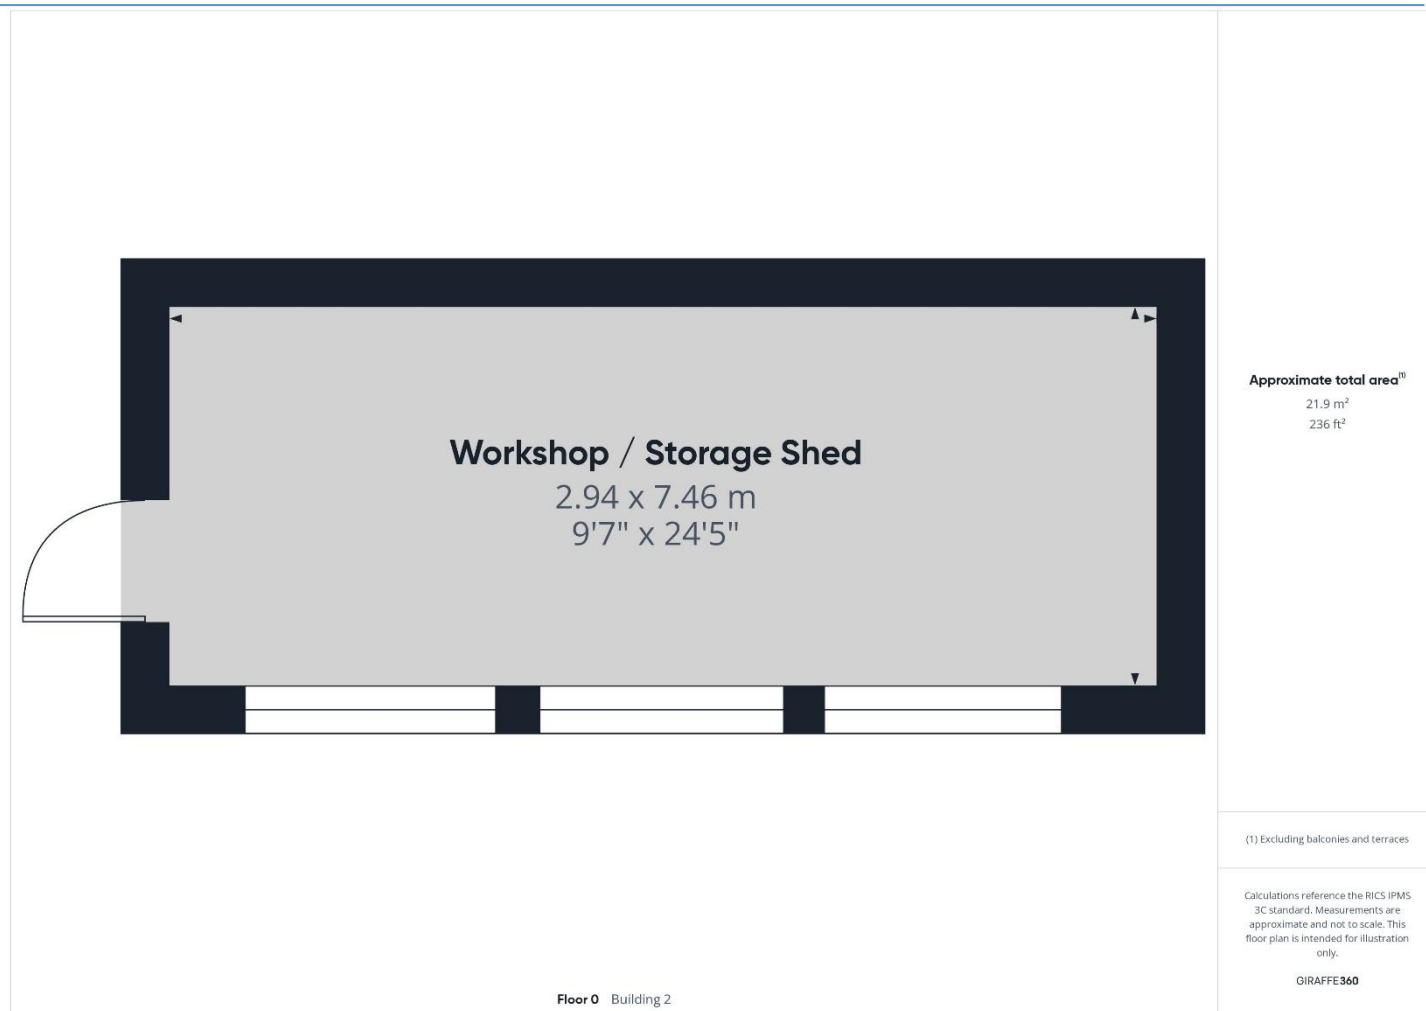 Workshop / Storage Shed
2.94 x 7.46 m
9'7" x 24'5"
Approximate total area(1)
21.9 m²
236 ft²
(1) Excluding balconies and terraces
Calculations reference the RICS IPMS
3C standard. Measurements are
approximate and not to scale. This
floor plan is intended for illustration
only.
GIRAFFE360
Floor 0 Building 2